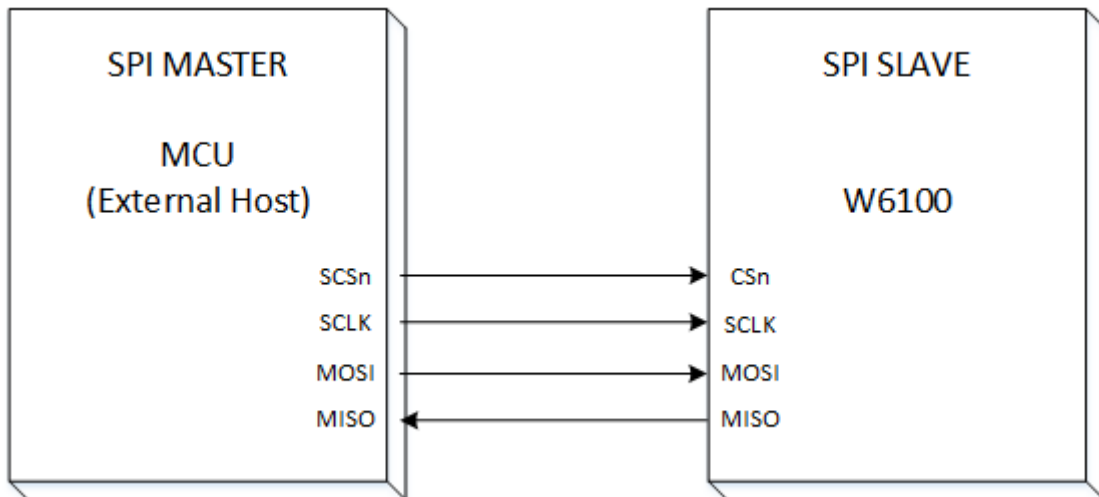 SPI MASTER
MCU
(External Host)
SCSn
SCLK
MOSI
MISO
SPI SLAVE
W6100
CSn
SCLK
MOSI
MISO